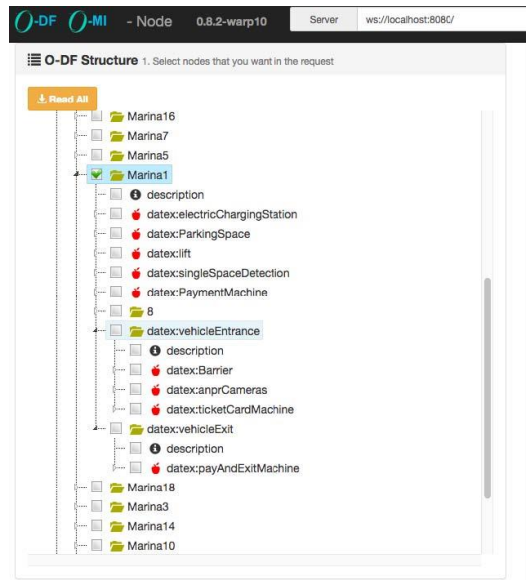 O-DF O-MI - Node 0.8.2-warp10 Server ws://localhost:8080/
O-DF Structure 1. Select nodes that you want in the request
Read All
Marina16
Marina7
Marina5
Marina1
description
datex:electricChargingStation
datex:ParkingSpace
datex:lift
datex:singleSpaceDetection
datex:PaymentMachine
8
datex:vehicleEntrance
description
datex:Barrier
datex:anprCameras
datex:ticketCardMachine
datex:vehicleExit
description
datex:payAndExitMachine
Marina18
Marina3
Marina14
Marina10